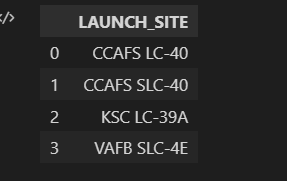 </>
LAUNCH_SITE
0 CCAFS LC-40
1 CCAFS SLC-40
2 KSC LC-39A
3 VAFB SLC-4E